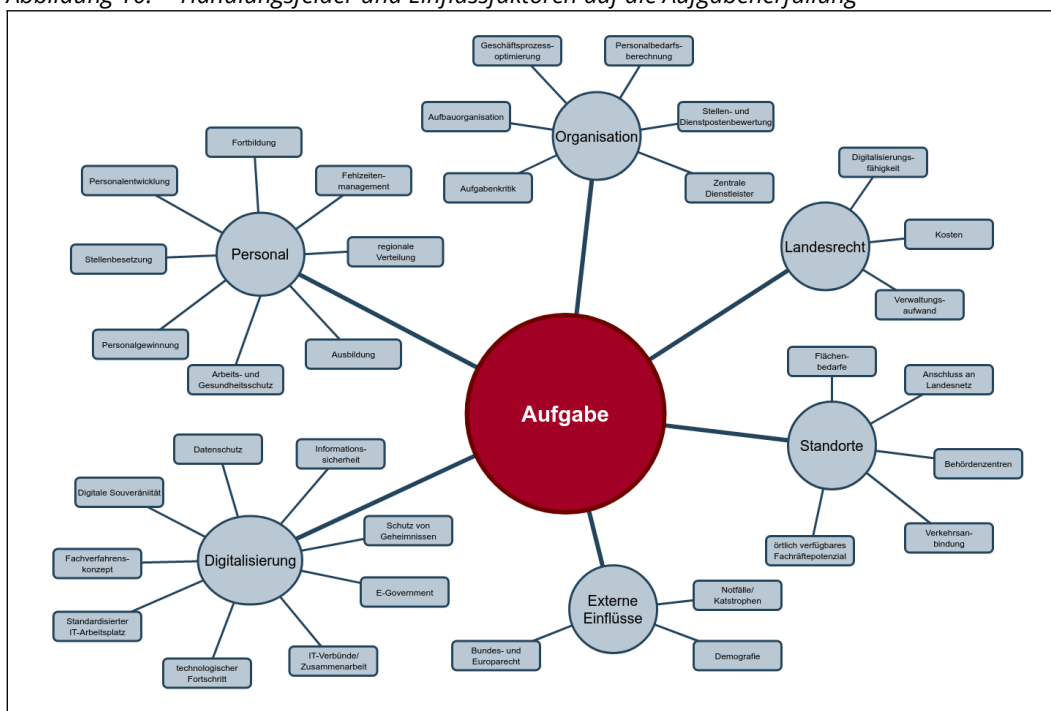 Abbildung 10: Handlungsfelder und Einflussfaktoren auf die Aufgabenerfüllung
Geschäftsprozess-
optimierung
Personalbedarfs-
berechnung
Aufbauorganisation
Organisation
Stellen- und
Dienstpostenbewertung
Aufgabenkritik
Zentrale
Dienstleister
Fortbildung
Personalentwicklung
Fehlzeiten-
management
Stellenbesetzung
Personal
regionale
Verteilung
Personalgewinnung
Arbeits- und
Gesundheitsschutz
Ausbildung
Digitalisierungs-
fähigkeit
Landesrecht
Kosten
Verwaltungs-
aufwand
Aufgabe
Flächen-
bedarfe
Anschluss an
Landesnetz
Standorte
Behördenzentren
örtlich verfügbares
Fachräftepotenzial
Verkehrsan-
bindung
Datenschutz
Informations-
sicherheit
Digitale Souveräniität
Schutz von
Geheimnissen
Fachverfahrens-
konzept
Digitalisierung
E-Government
Standardisierter
IT-Arbeitsplatz
technologischer
Fortschritt
IT-Verbünde/
Zusammenarbeit
Externe
Einflüsse
Notfälle/
Katstrophen
Bundes- und
Europarecht
Demografie